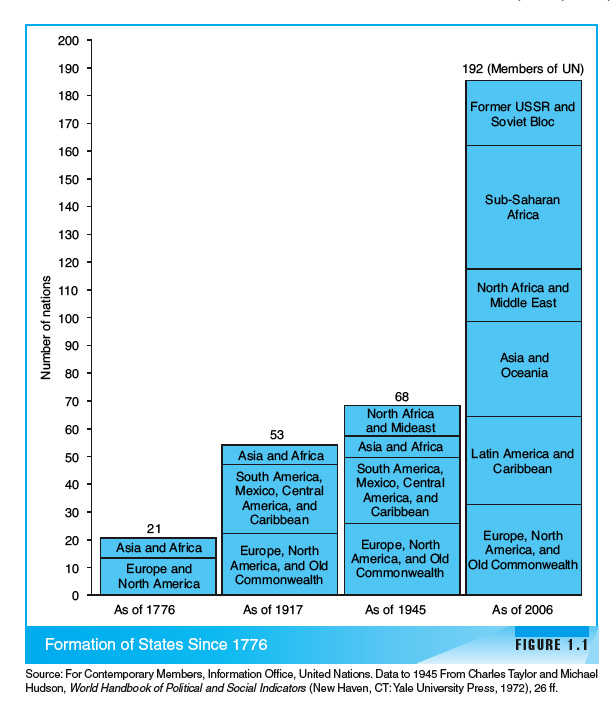 200
190
180
170
160
150
140
130
120
110
100
90
80
70
60
50
40
30
20
10
0
Number of nations
21
Asia and Africa
Europe and
North America
As of 1776
53
Asia and Africa
South America,
Mexico, Central
America, and
Caribbean
Europe, North
America, and Old
Commonwealth
As of 1917
68
North Africa
and Mideast
Asia and Africa
South America,
Mexico, Central
America, and
Caribbean
Europe, North
America, and Old
Commonwealth
As of 1945
192 (Members of UN)
Former USSR and
Soviet Bloc
Sub-Saharan
Africa
North Africa and
Middle East
Asia and
Oceania
Latin America and
Caribbean
Europe, North
America, and
Old Commonwealth
As of 2006
Formation of States Since 1776
FIGURE 1.1
Source: For Contemporary Members, Information Office, United Nations. Data to 1945 From Charles Taylor and Michael
Hudson, World Handbook of Political and Social Indicators (New Haven, CT: Yale University Press, 1972), 26 ff.